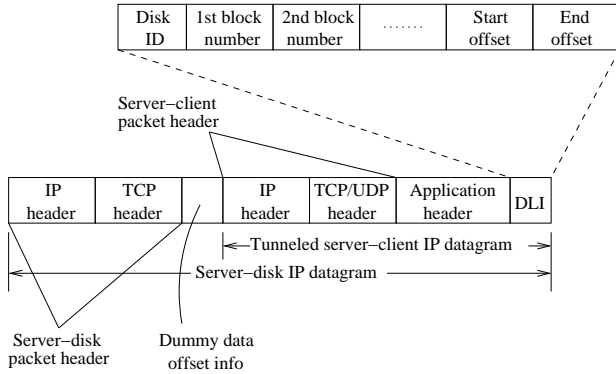 Disk ID
1st block number
2nd block number
.......
Start offset
End offset
Server-client packet header
IP header
TCP header
IP header
TCP/UDP header
Application header
DLI
Tunneled server-client IP datagram
Server-disk IP datagram
Server-disk packet header
Dummy data offset info